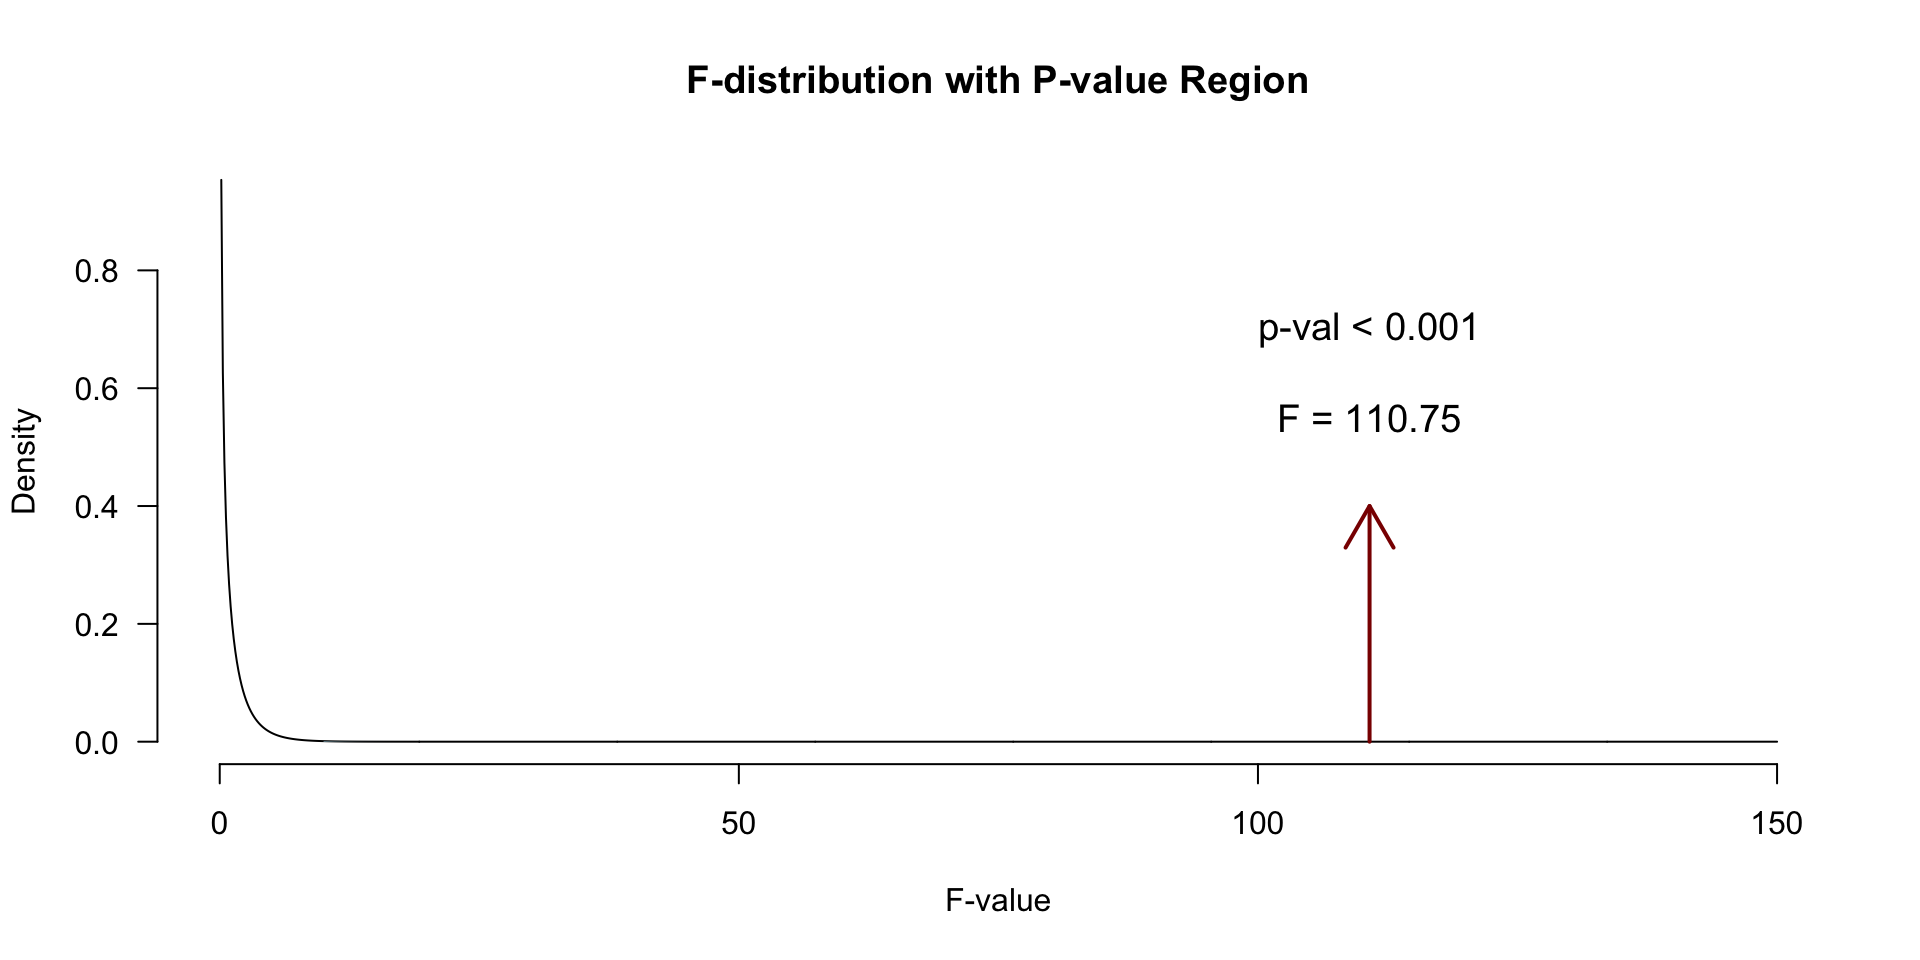 F-distribution with P-value Region
0.8
0.6
0.4
0.2
0.0
Density
p-val < 0.001
F = 110.75
0
50
100
150
F-value